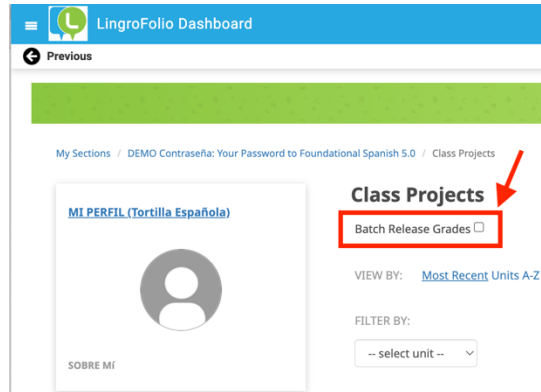 LingroFolio Dashboard
Previous
My Sections / DEMO Contraseña: Your Password to Foundational Spanish 5.0 / Class Projects
MI PERFIL (Tortilla Española)
SOBRE MÍ
Class Projects
Batch Release Grades
VIEW BY: Most Recent Units A-Z
FILTER BY:
-- select unit --